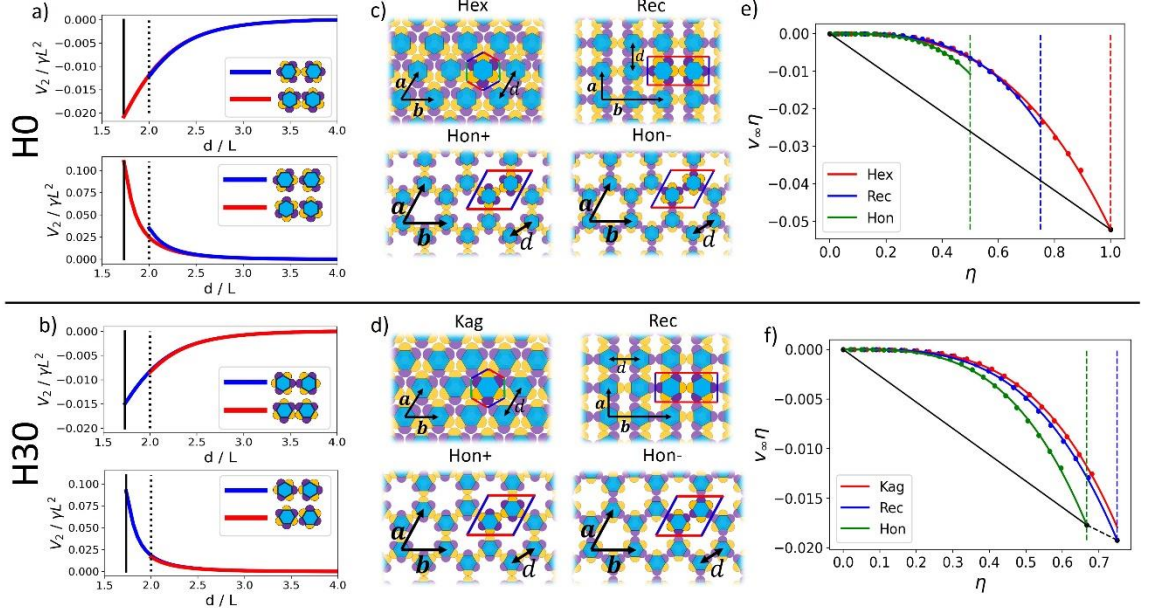 H0
a)
V₂ / γL²
0.000
−0.005
−0.010
−0.015
−0.020
1.5 2.0 2.5 3.0 3.5 4.0
d / L
V₂ / γL²
0.100
0.075
0.050
0.025
0.000
1.5 2.0 2.5 3.0 3.5 4.0
d / L
c)
Hex
a
b
d
Rec
a
b
d
Hon+
a
b
d
Hon-
a
b
d
e)
v∞η
0.00
−0.01
−0.02
−0.03
−0.04
−0.05
Hex
Rec
Hon
0.0 0.2 0.4 0.6 0.8 1.0
η
H30
b)
V₂ / γL²
0.000
−0.005
−0.010
−0.015
−0.020
1.5 2.0 2.5 3.0 3.5 4.0
d / L
V₂ / γL²
0.100
0.075
0.050
0.025
0.000
1.5 2.0 2.5 3.0 3.5 4.0
d / L
d)
Kag
a
b
d
Rec
a
b
d
Hon+
a
b
d
Hon-
a
b
d
f)
v∞η
0.000
−0.005
−0.010
−0.015
−0.020
Kag
Rec
Hon
0.0 0.1 0.2 0.3 0.4 0.5 0.6 0.7
η